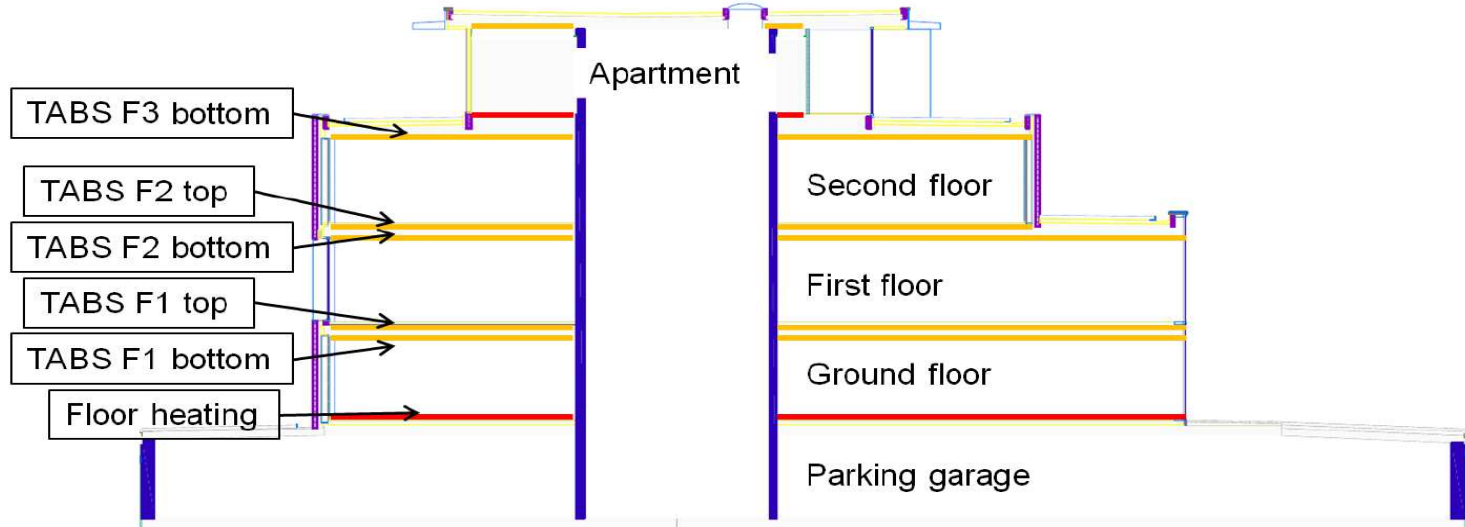 Apartment
TABS F3 bottom
TABS F2 top
Second floor
TABS F2 bottom
First floor
TABS F1 top
TABS F1 bottom
Ground floor
Floor heating
Parking garage